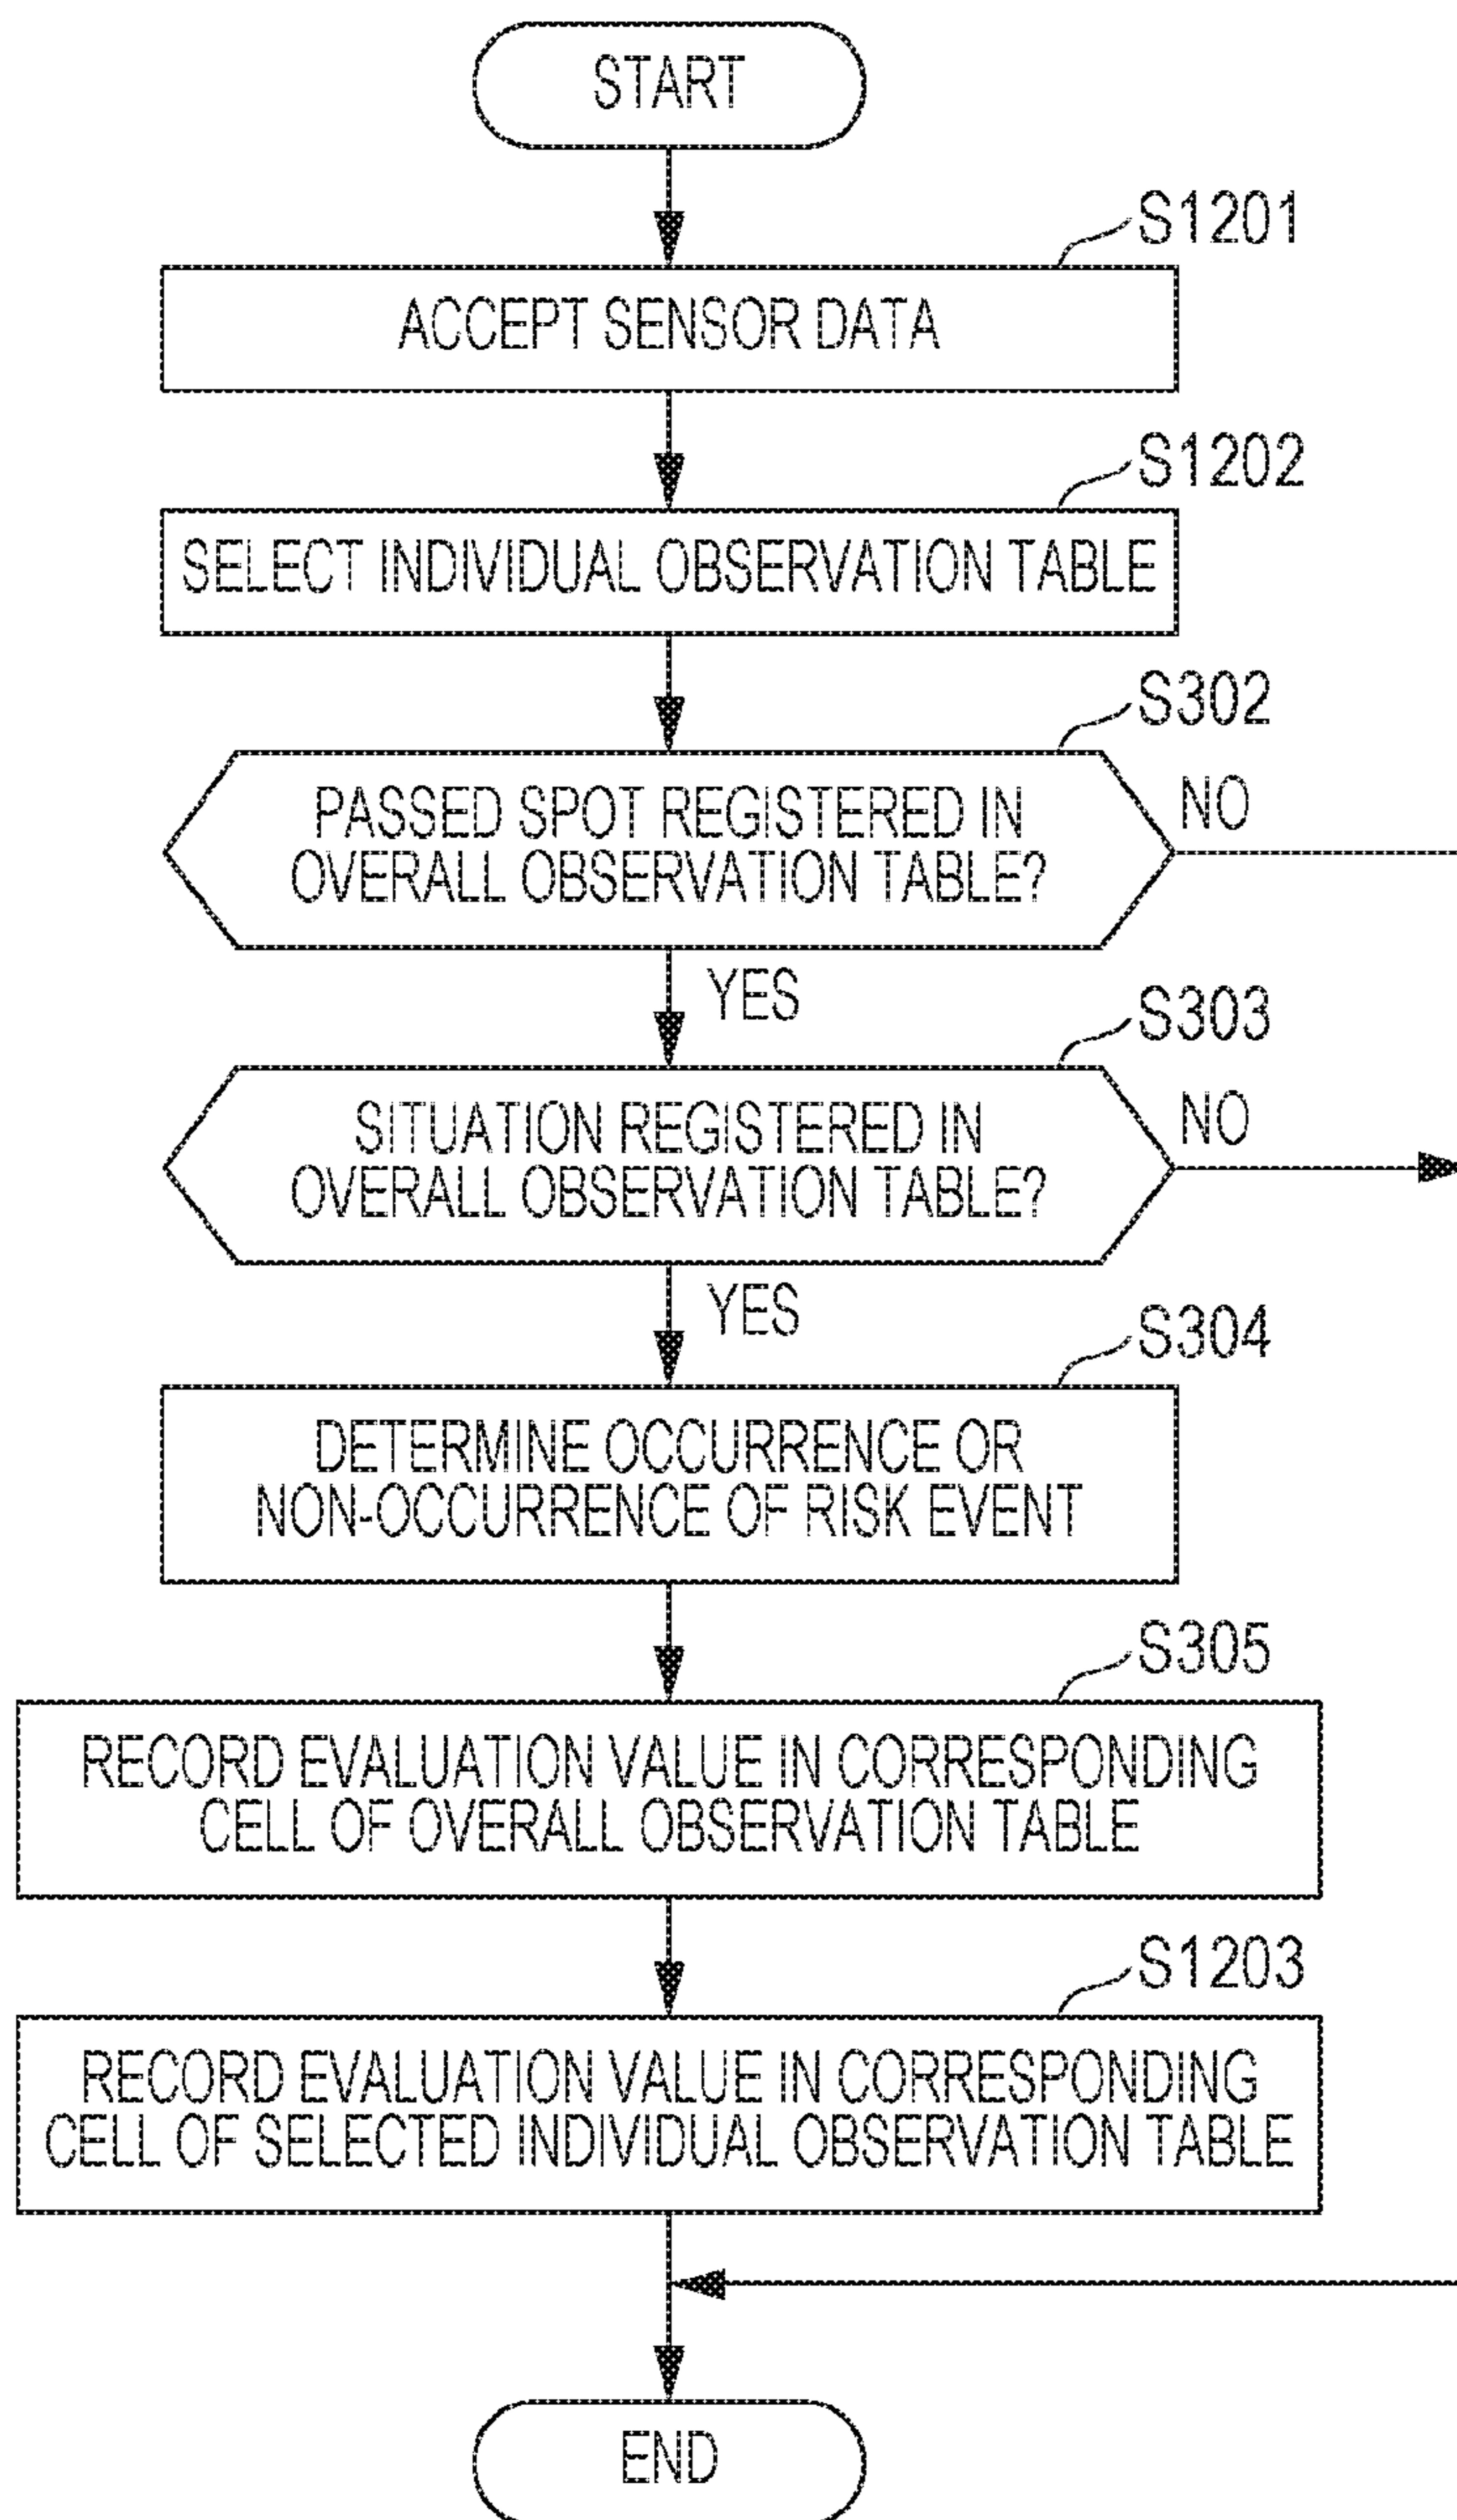 START
S1201
ACCEPT SENSOR DATA
S1202
SELECT INDIVIDUAL OBSERVATION TABLE
S302
PASSED SPOT REGISTERED IN
OVERALL OBSERVATION TABLE?
NO
YES
S303
SITUATION REGISTERED IN
OVERALL OBSERVATION TABLE?
NO
YES
S304
DETERMINE OCCURRENCE OR
NON-OCCURRENCE OF RISK EVENT
S305
RECORD EVALUATION VALUE IN CORRESPONDING
CELL OF OVERALL OBSERVATION TABLE
S1203
RECORD EVALUATION VALUE IN CORRESPONDING
CELL OF SELECTED INDIVIDUAL OBSERVATION TABLE
END